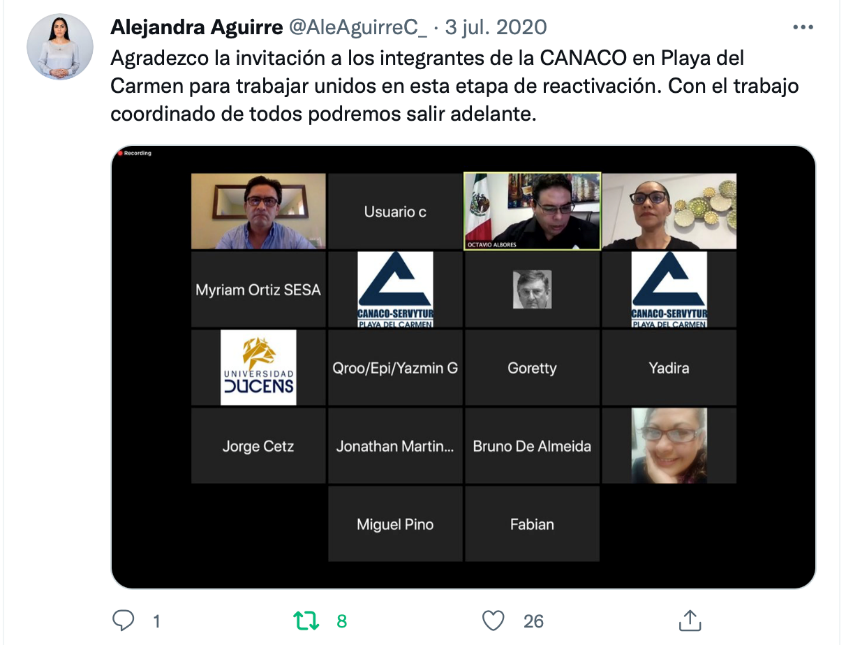 Alejandra Aguirre @AleAguirreC_ · 3 jul. 2020
Agradezco la invitación a los integrantes de la CANACO en Playa del
Carmen para trabajar unidos en esta etapa de reactivación. Con el trabajo
coordinado de todos podremos salir adelante.
Recording
Usuario c
OCTAVIO ALBORES
Myriam Ortiz SESA
CANACO-SERVYTUR
PLAYA DEL CARMEN
CANACO-SERVYTUR
PLAYA DEL CARMEN
UNIVERSIDAD
DUCENS
Qroo/Epi/Yazmin G
Goretty
Yadira
Jorge Cetz
Jonathan Martin...
Bruno De Almeida
Miguel Pino
Fabian
1
8
26